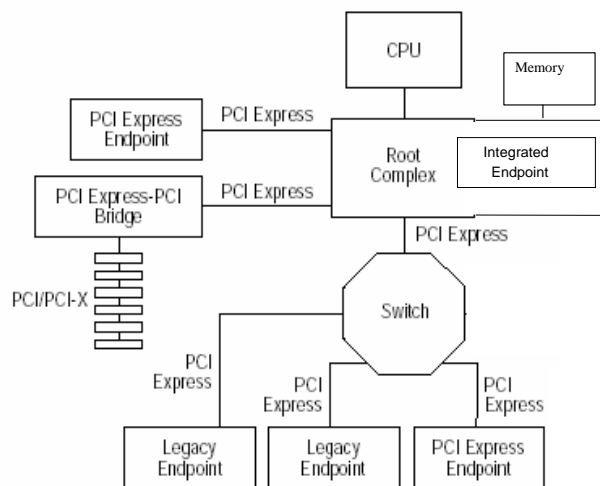 CPU
Memory
PCI Express
Endpoint
PCI Express
Root
Complex
Integrated
Endpoint
PCI Express-PCI
Bridge
PCI Express
PCI Express
PCI/PCI-X
Switch
PCI
Express
PCI
Express
PCI
Express
Legacy
Endpoint
Legacy
Endpoint
PCI Express
Endpoint